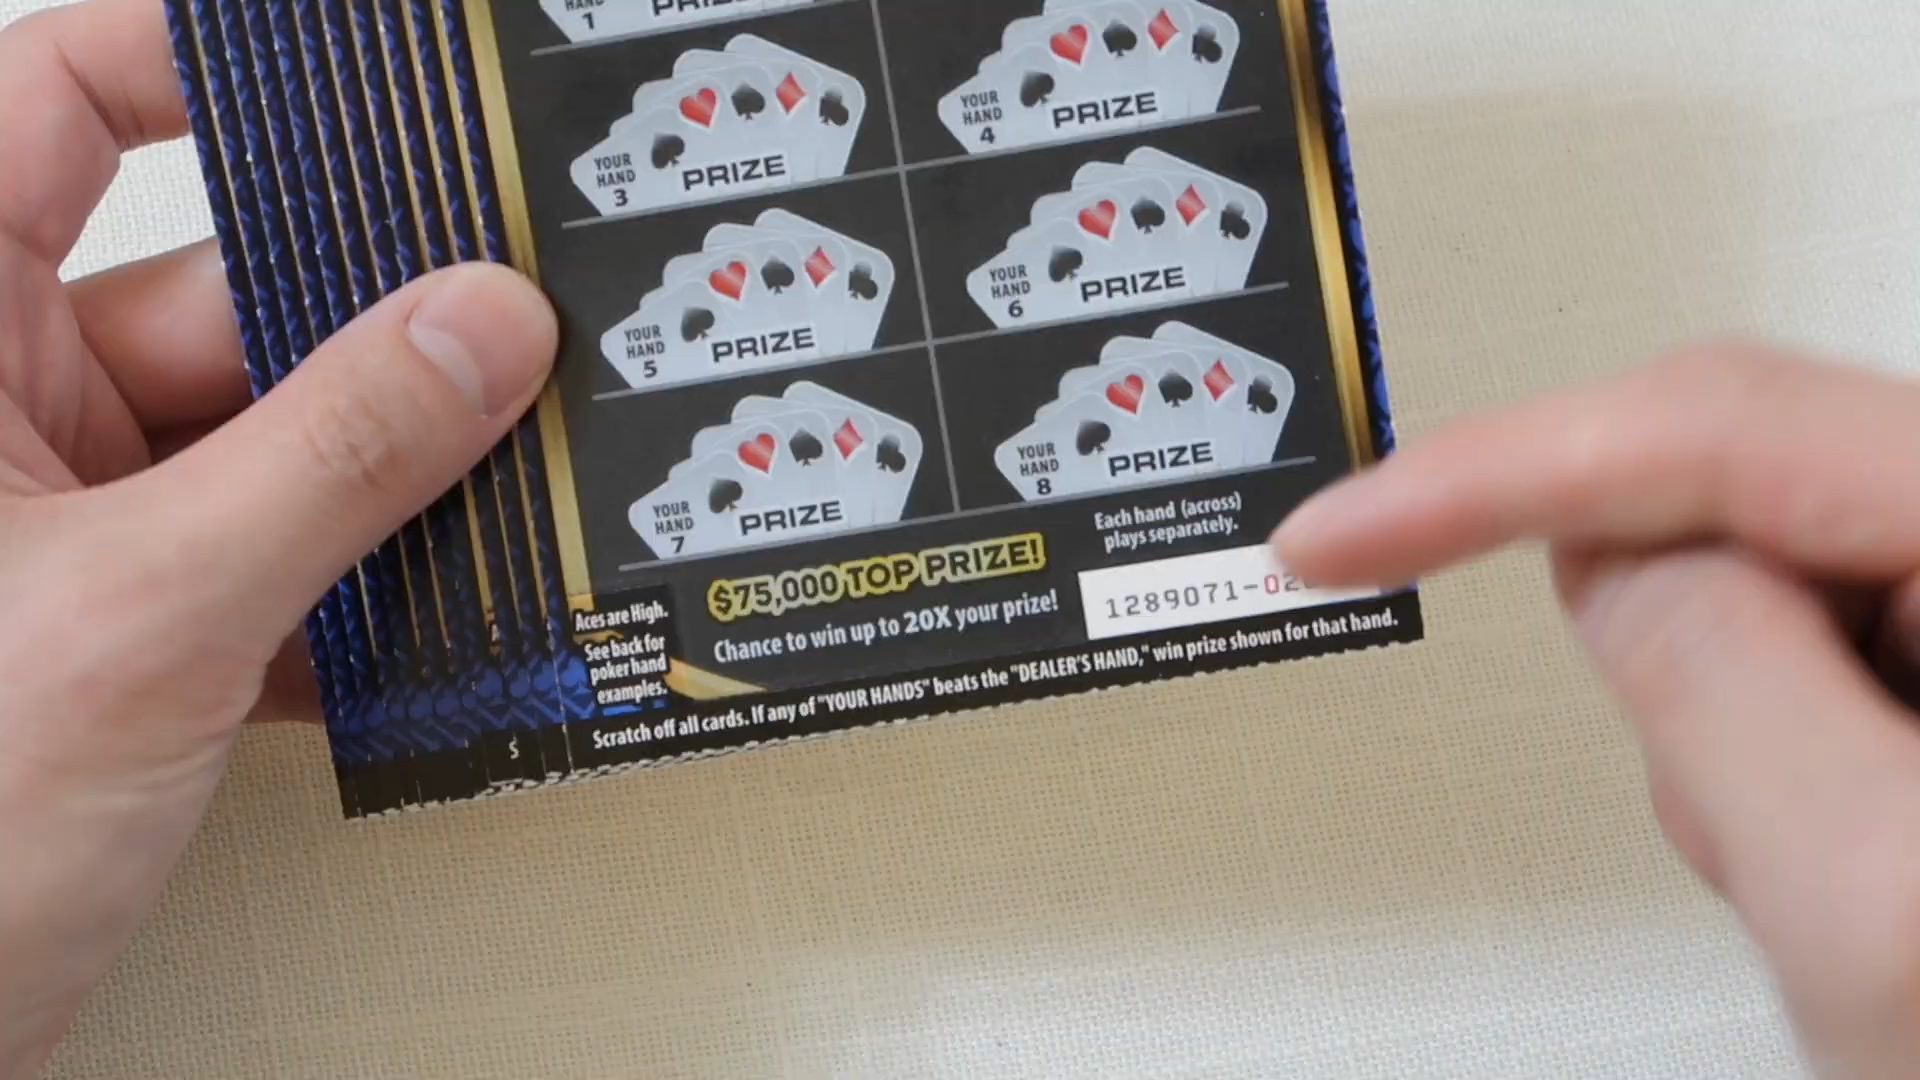 HAND
1
YOUR
HAND
3
PRIZE
YOUR
HAND
4
PRIZE
YOUR
HAND
5
PRIZE
YOUR
HAND
6
PRIZE
YOUR
HAND
7
PRIZE
YOUR
HAND
8
PRIZE
Each hand (across)
plays separately.
$75,000 TOP PRIZE!
Chance to win up to 20X your prize!
1289071-02
Aces are High.
See back for
poker hand
examples.
Scratch off all cards. If any of "YOUR HANDS" beats the "DEALER'S HAND," win prize shown for that hand.